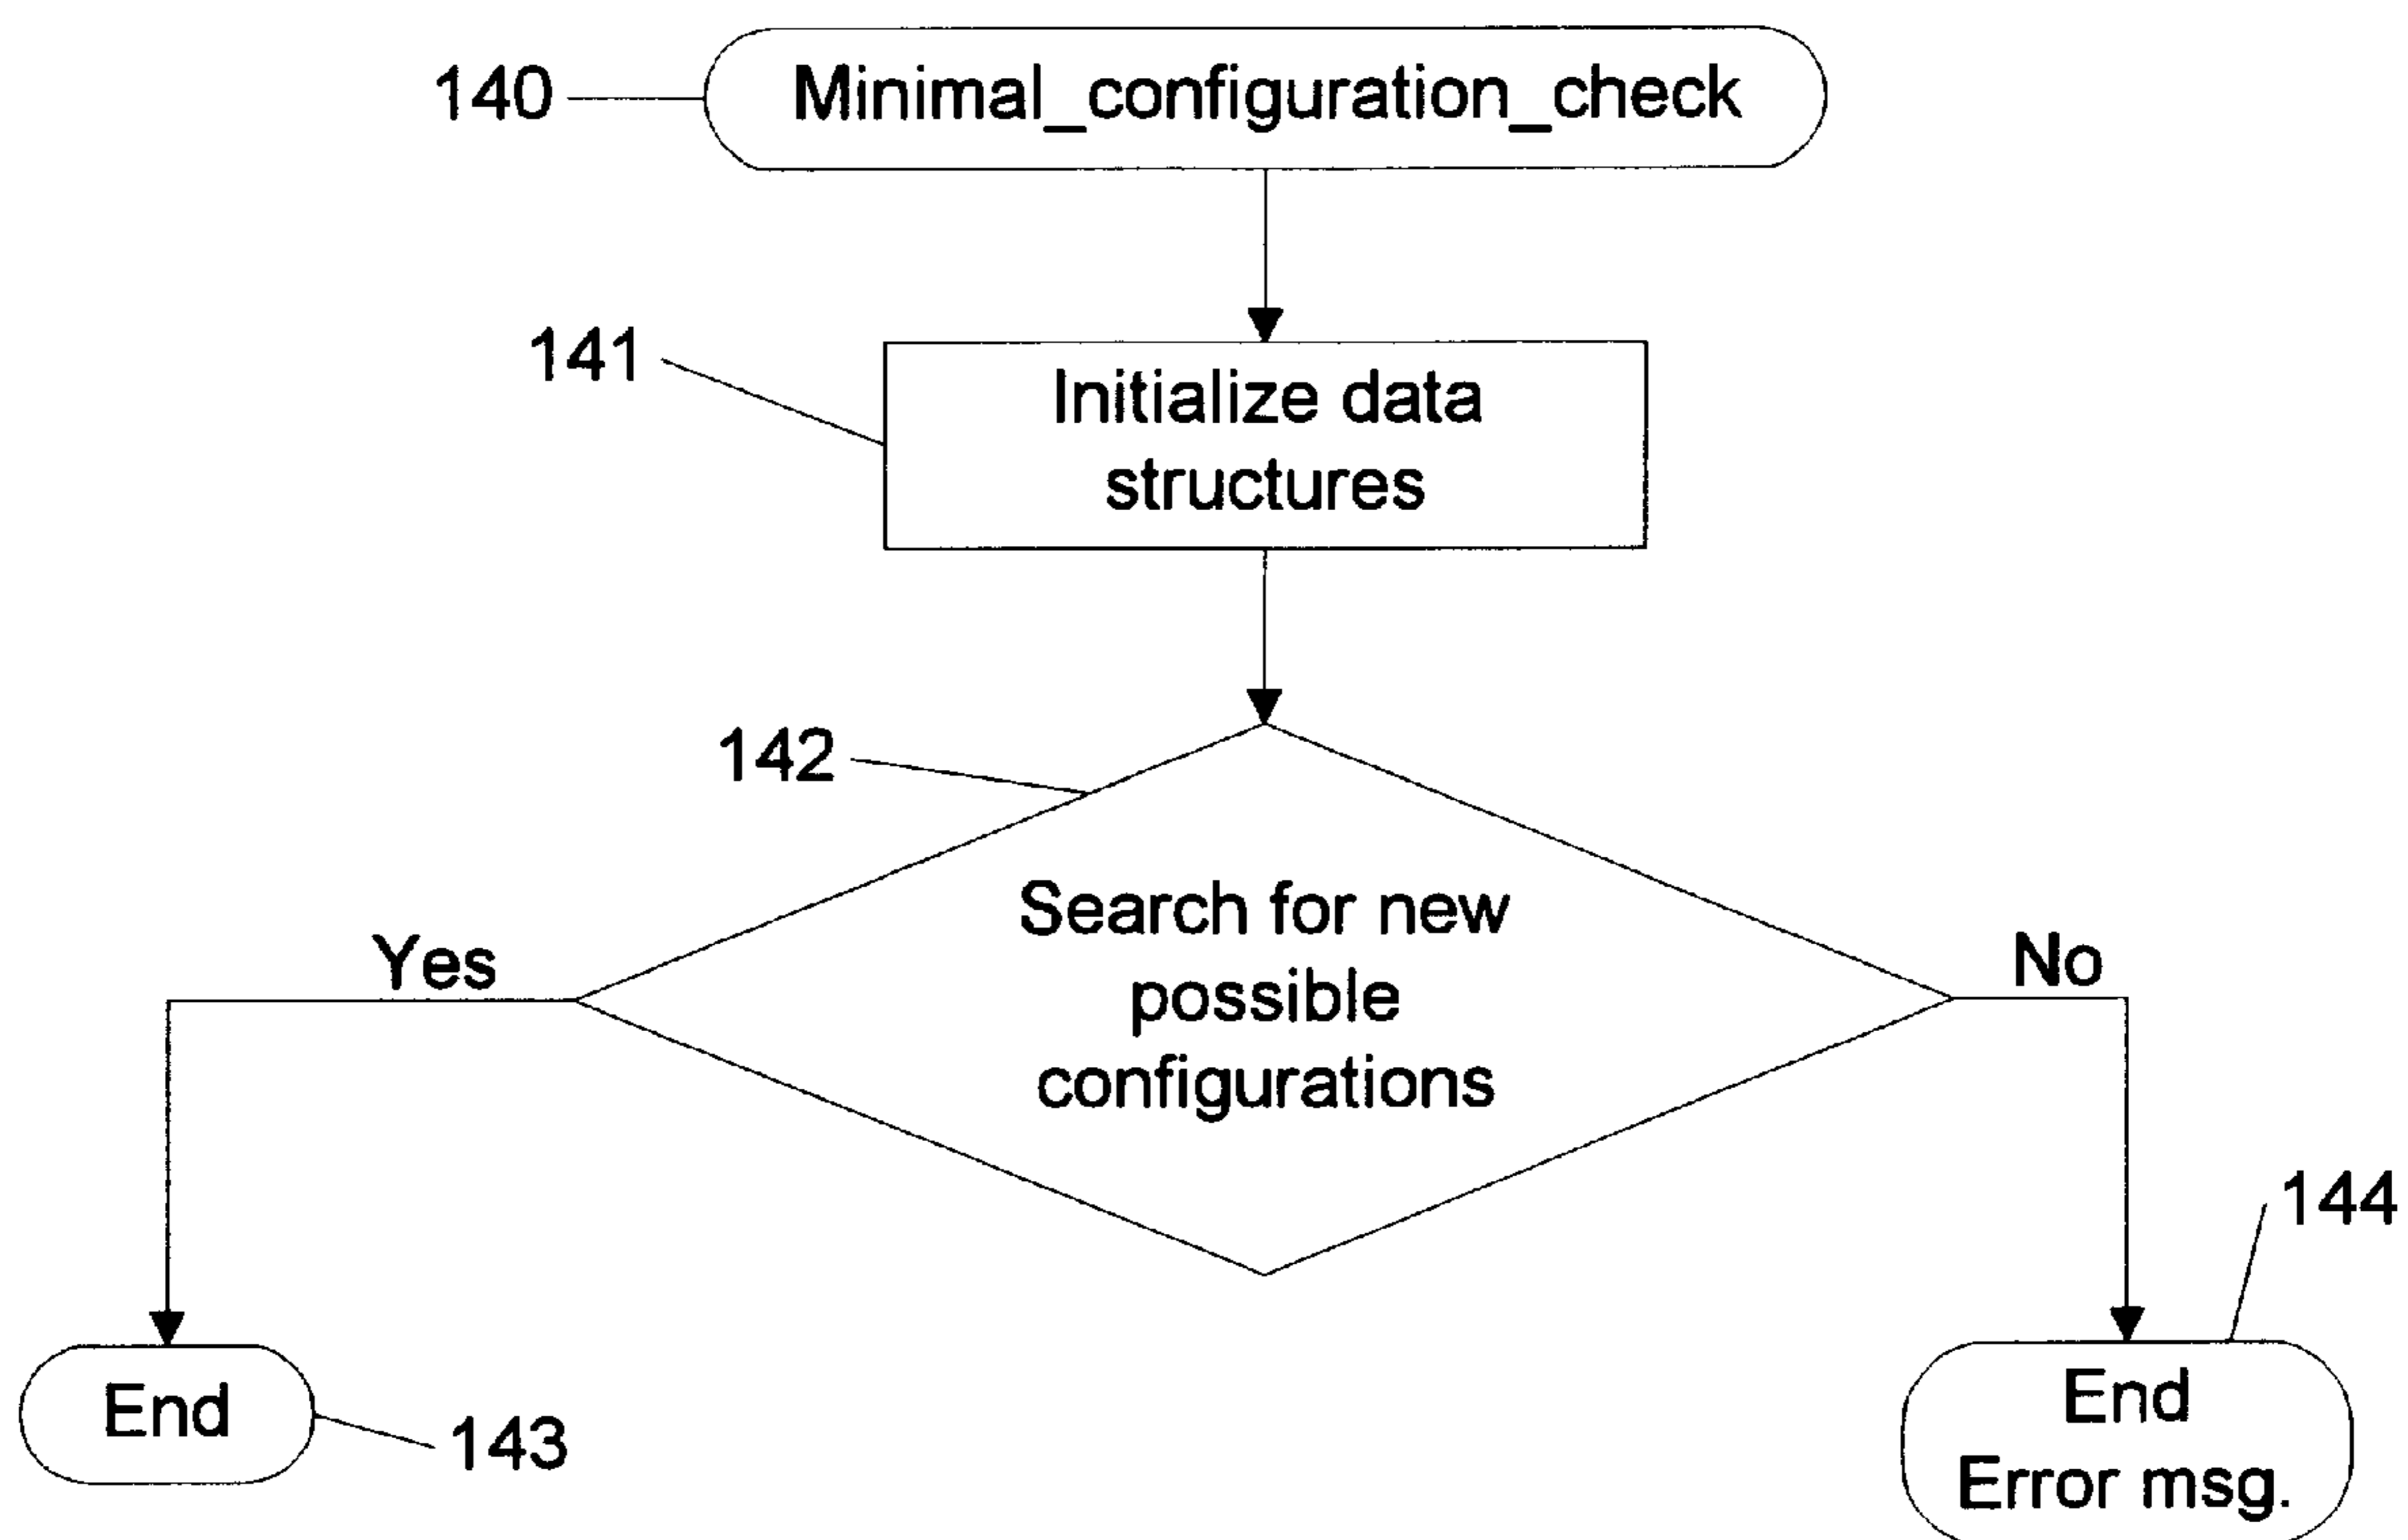 140
Minimal_configuration_check
141
Initialize data
structures
142
Search for new
possible
configurations
Yes
No
144
End
143
End
Error msg.